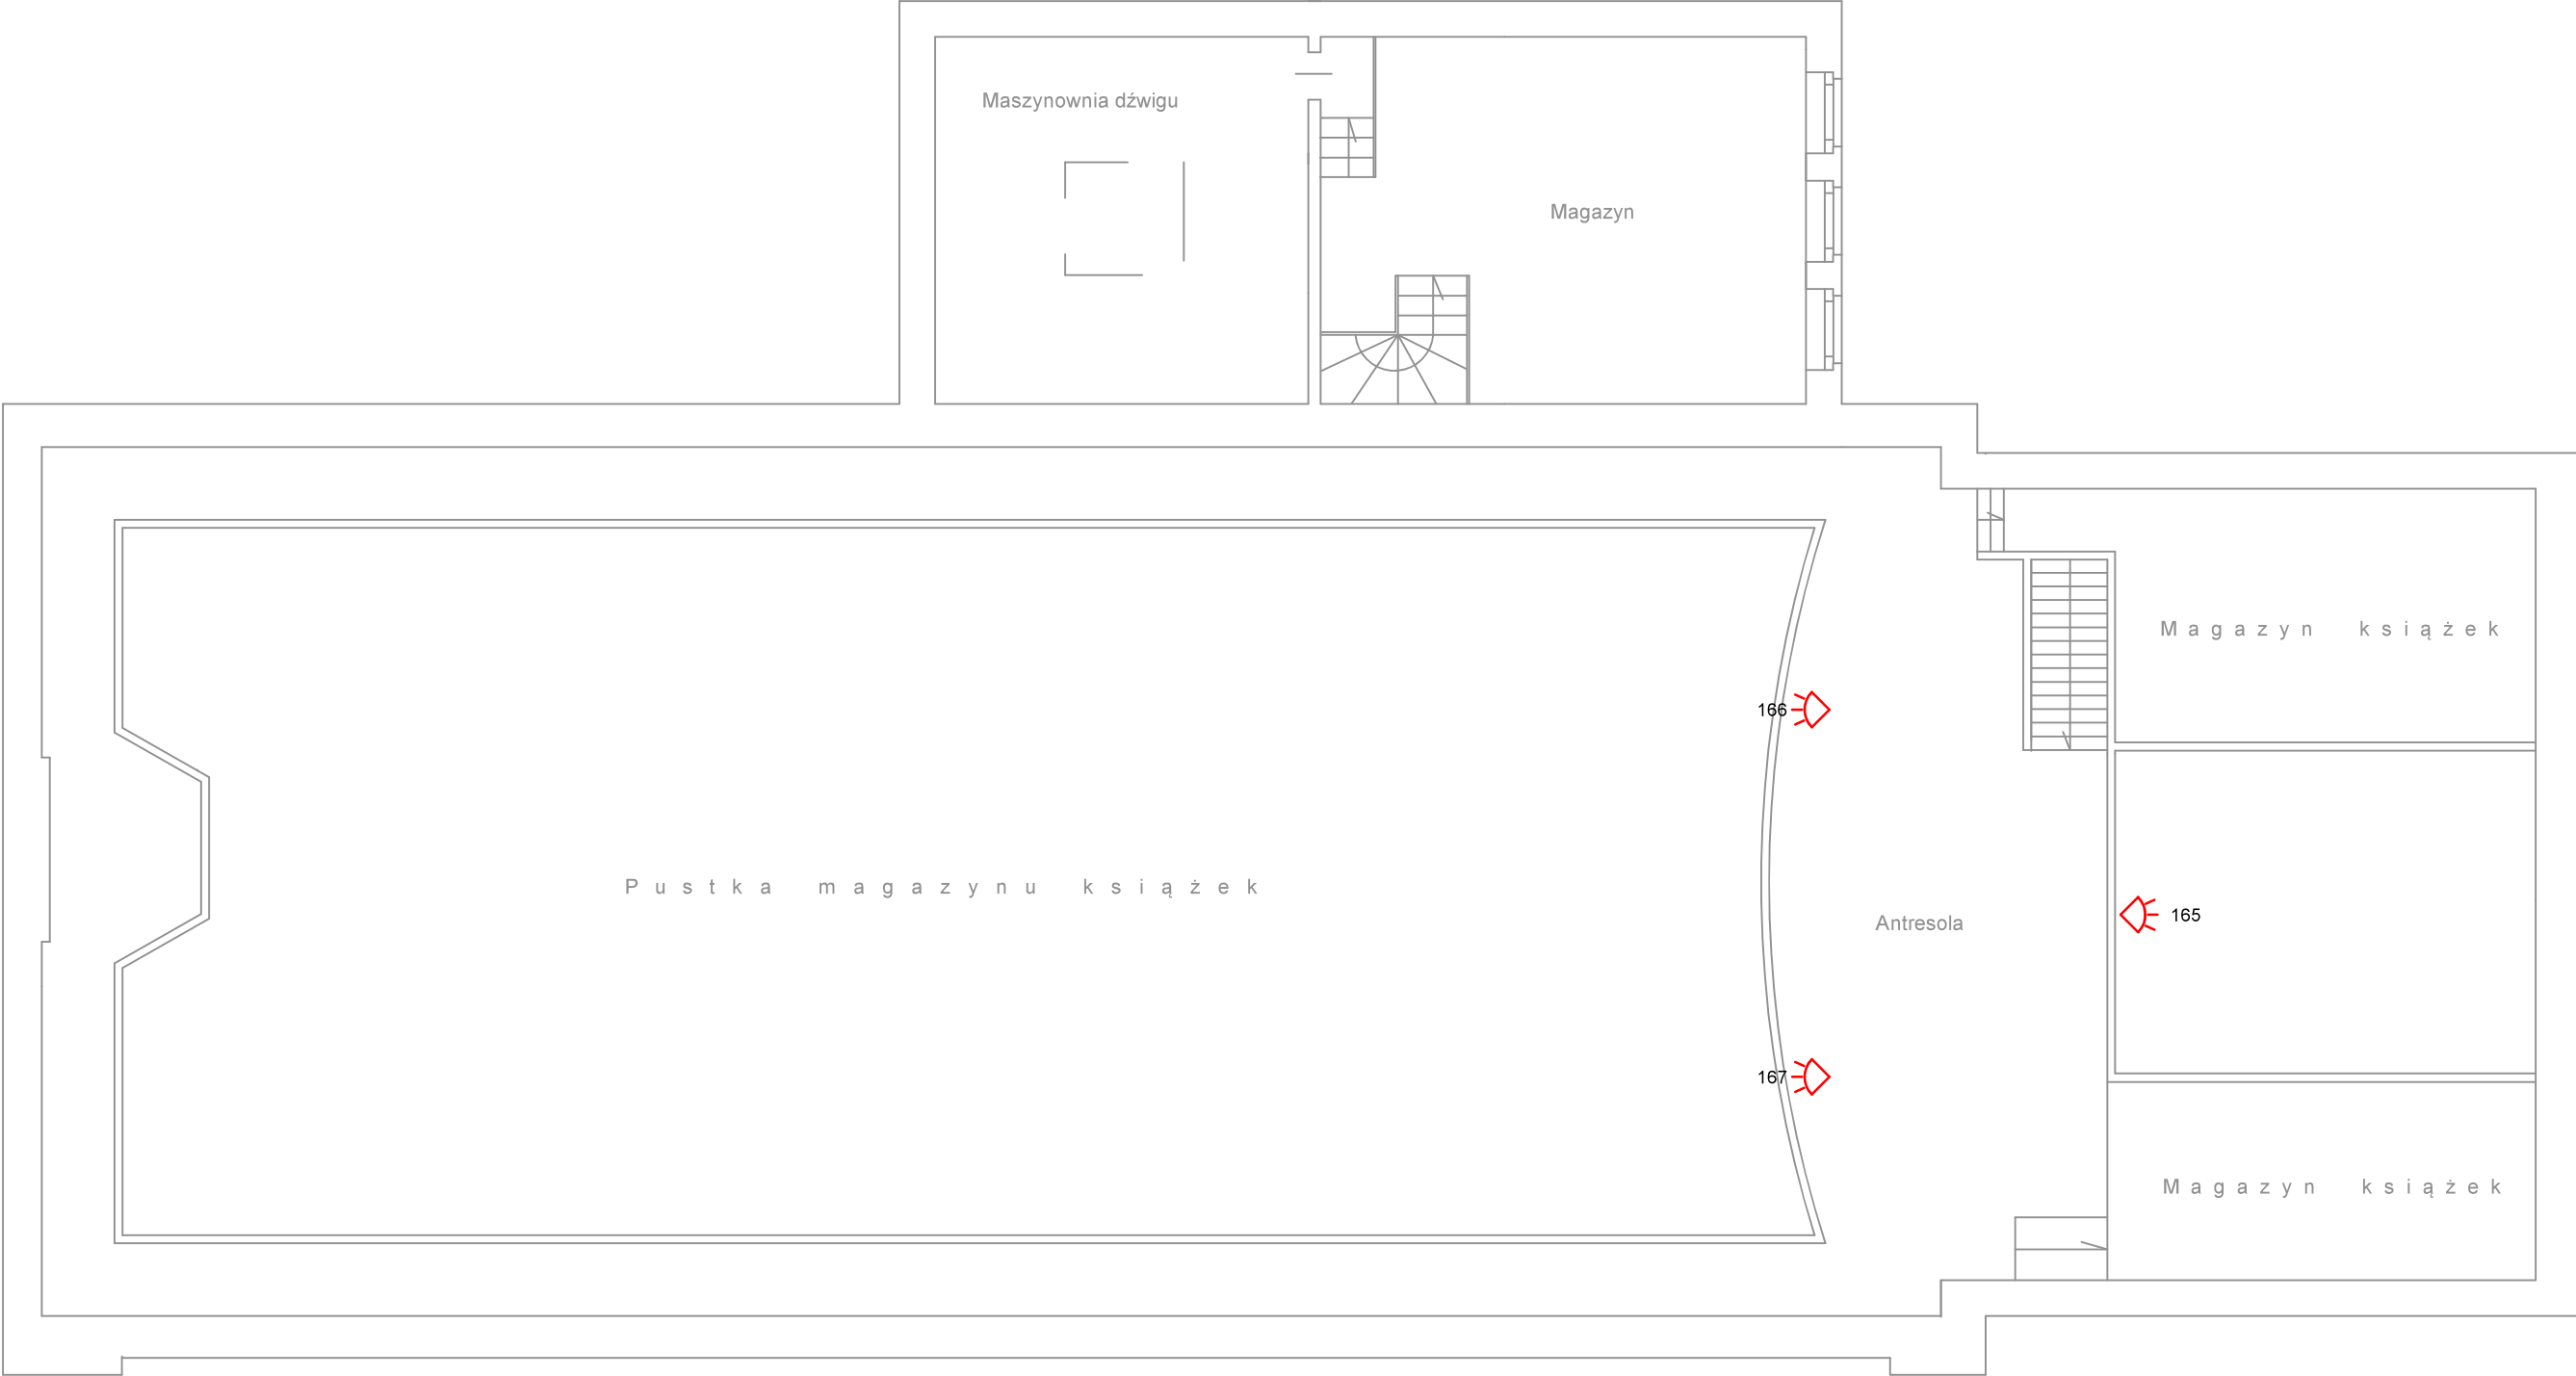 Maszynownia dźwigu
Magazyn
Magazyn książek
166
Pustka magazynu książek
Antresola
165
167
Magazyn książek